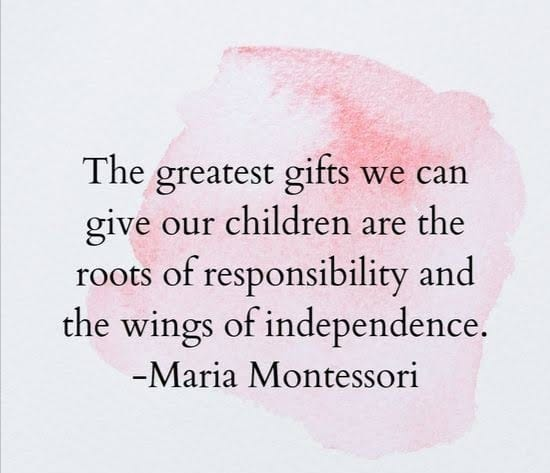 The greatest gifts we can
give our children are the
roots of responsibility and
the wings of independence.
-Maria Montessori